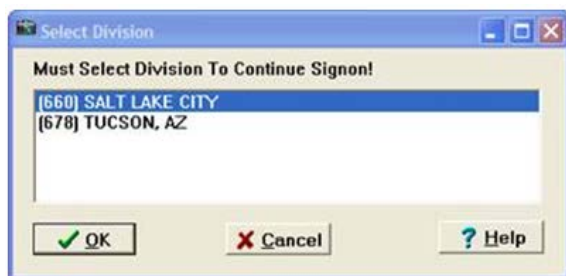 Select Division
Must Select Division To Continue Signon!
(660) SALT LAKE CITY
(678) TUCSON, AZ
OK Cancel Help